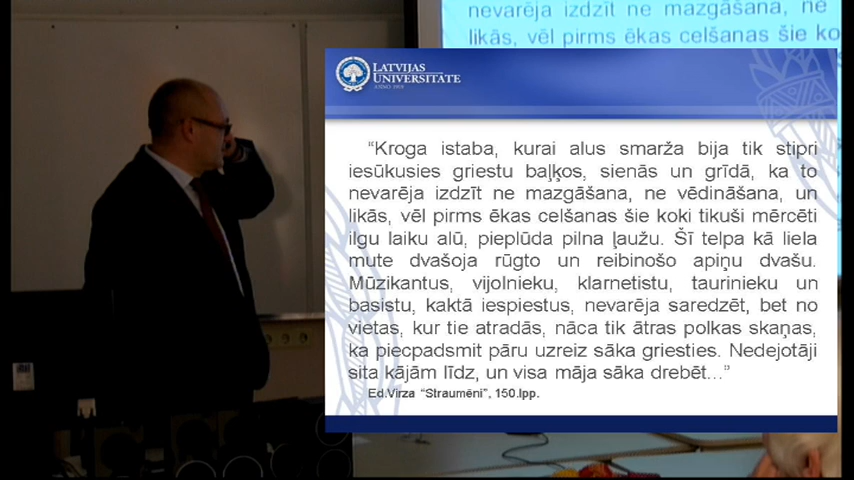 nevarēja izdzīt ne mazgāšana, ne
likās, vēl pirms ēkas celšanas šie ko
LATVIJAS
UNIVERSITĀTE
ANNO 1919
“Kroga istaba, kurai alus smarža bija tik stipri
iesūkusies griestu baļķos, sienās un grīdā, ka to
nevarēja izdzīt ne mazgāšana, ne vēdināšana, un
likās, vēl pirms ēkas celšanas šie koki tikuši mērcēti
ilgu laiku alū, pieplūda pilna ļaužu. Šī telpa kā liela
mute dvašoja rūgto un reibinošo apiņu dvašu.
Mūzikantus, vijolnieku, klarnetistu, taurinieku un
basistu, kaktā iespiestus, nevarēja saredzēt, bet no
vietas, kur tie atradās, nāca tik ātras polkas skaņas,
ka piecpadsmit pāru uzreiz sāka griesties. Nedejotāji
sita kājām līdz, un visa māja sāka drebēt…”
Ed.Virza “Straumēni”, 150.lpp.